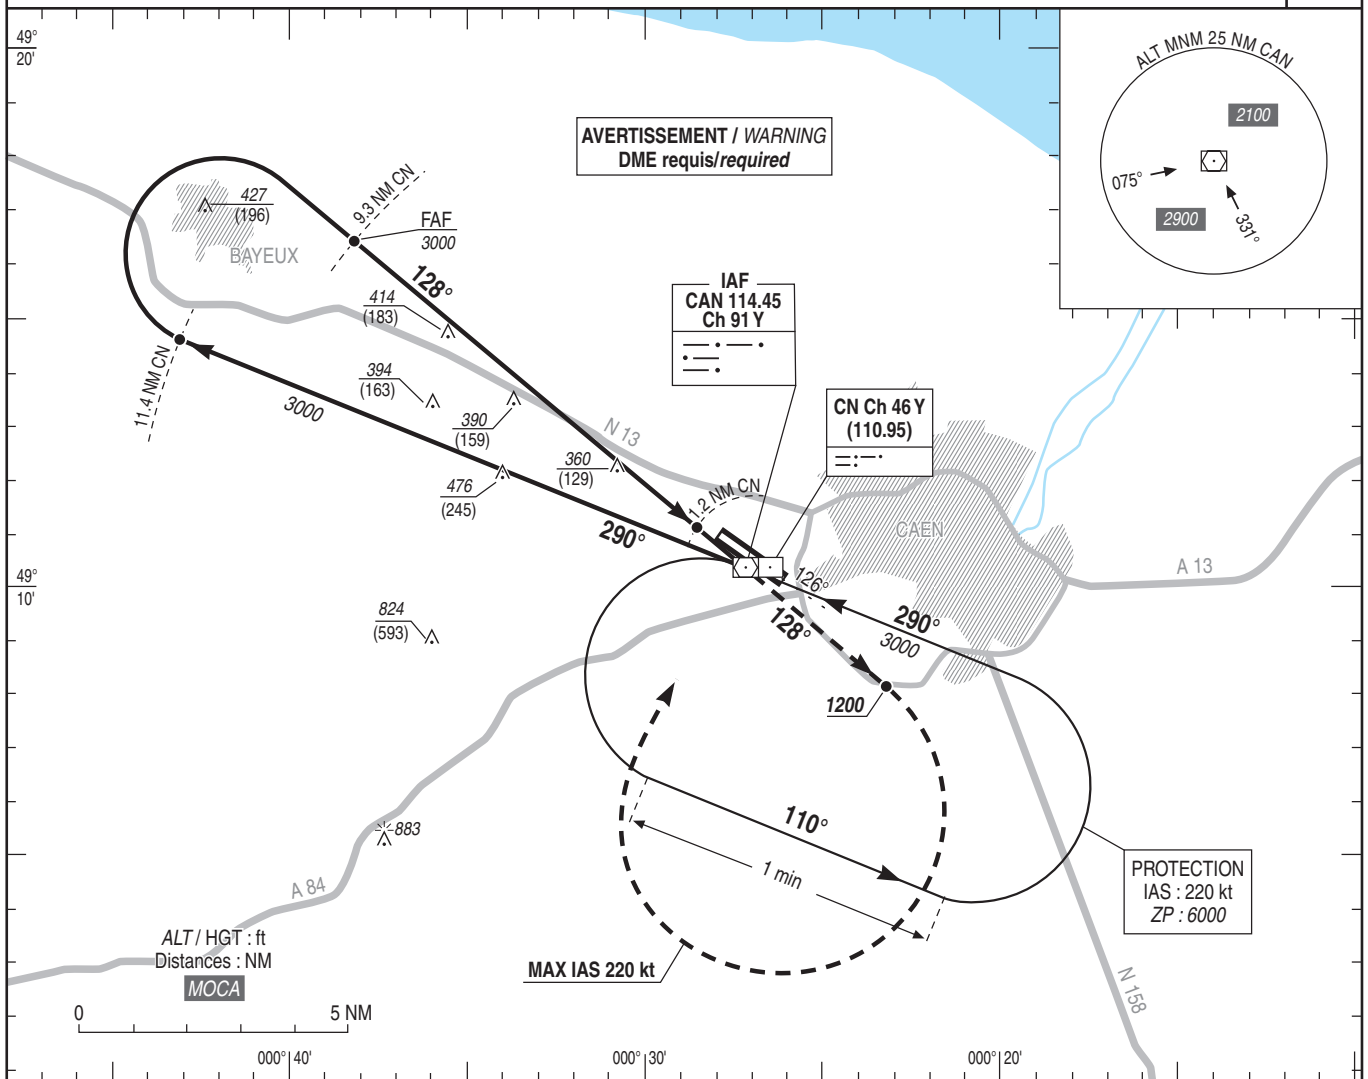 49°
20'
ALT MNM 25 NM CAN
2100
075°
2900
331°
AVERTISSEMENT / WARNING
DME requis/required
9.3 NM CN
427
(196)
FAF
3000
BAYEUX
128°
414
(183)
IAF
CAN 114.45
Ch 91 Y
11.4 NM CN
394
(163)
3000
390
(159)
N 13
CN Ch 46 Y
(110.95)
360
(129)
476
(245)
1.2 NM CN
290°
CAEN
A 13
49°
10'
126°
128°
290°
3000
824
(593)
1200
110°
1 min
883
A 84
PROTECTION
IAS : 220 kt
ZP : 6000
ALT / HGT : ft
Distances : NM
MOCA
MAX IAS 220 kt
N 158
0
5 NM
000° 40'
000° 30'
000° 20'